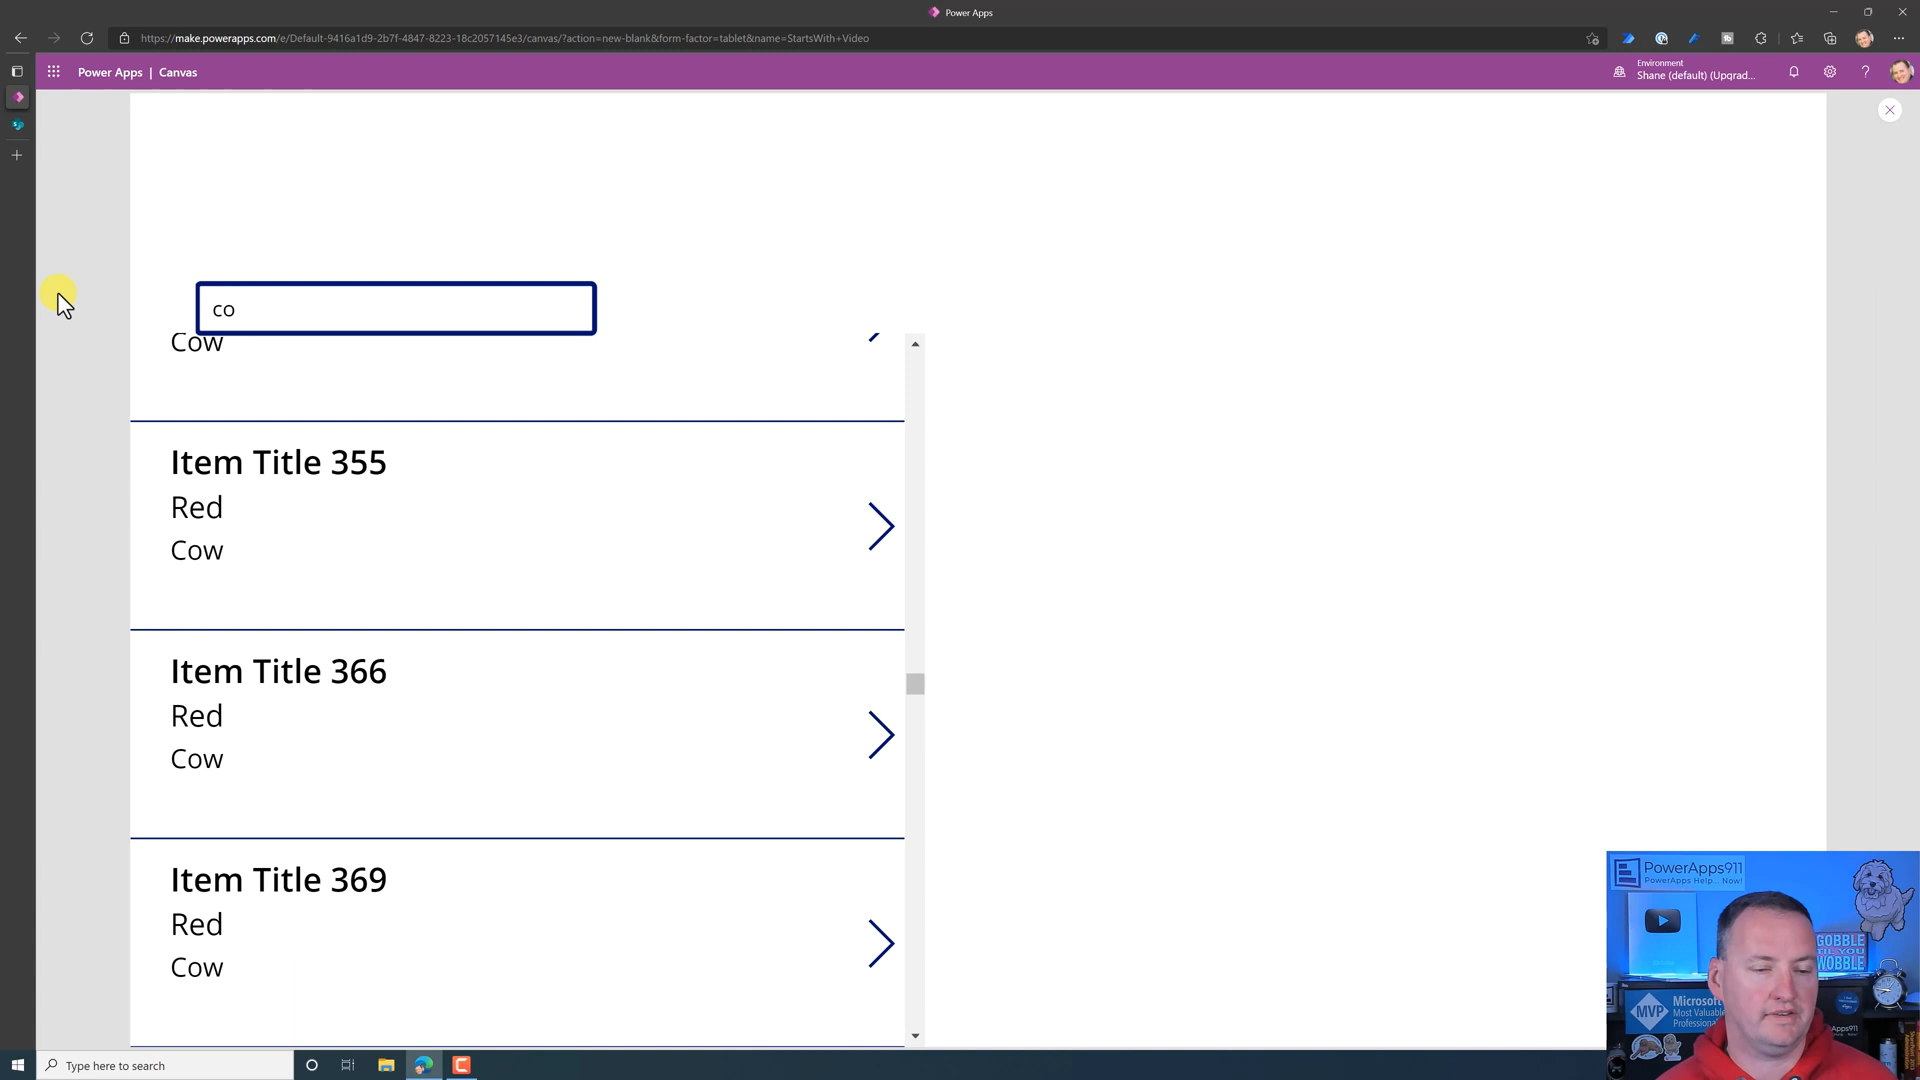 Power Apps
https://make.powerapps.com/e/Default-9416a1d9-2b7f-4847-8223-18c2057145e3/canvas/?action=new-blank&form-factor=tablet&name=StartsWith+Video
Power Apps | Canvas
Environment
Shane (default) (Upgrad...
co
Cow
Item Title 355
Red
Cow
Item Title 366
Red
Cow
Item Title 369
Red
Cow
PowerApps911
PowerApps Help... Now!
GOBBLE
TIL YOU
WOBBLE
MVP
Microsof
Most Valuable
Professional
Type here to search